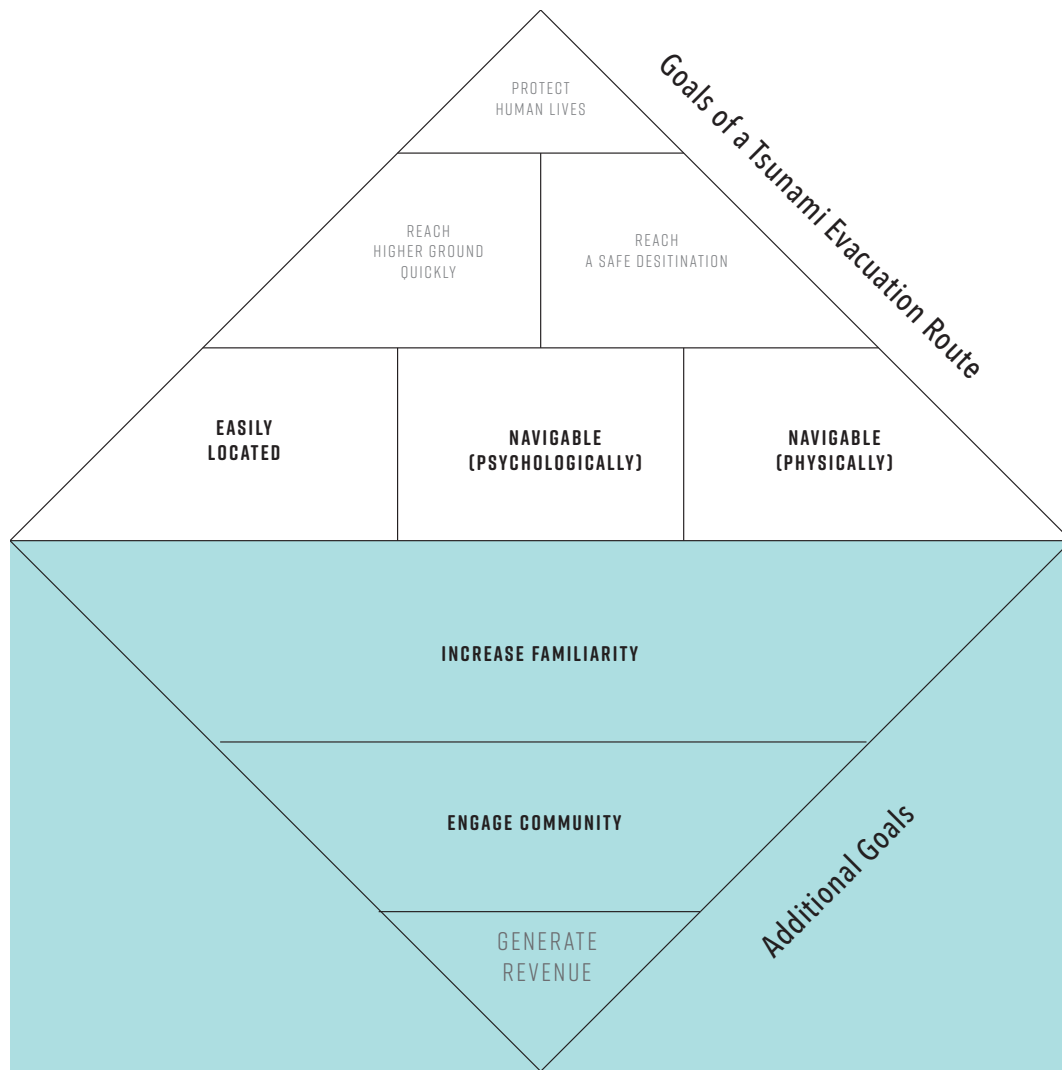 PROTECT
HUMAN LIVES
Goals of a Tsunami Evacuation Route
REACH
HIGHER GROUND
QUICKLY
REACH
A SAFE DESITINATION
EASILY
LOCATED
NAVIGABLE
(PSYCHOLOGICALLY)
NAVIGABLE
(PHYSICALLY)
INCREASE FAMILIARITY
ENGAGE COMMUNITY
Additional Goals
GENERATE
REVENUE